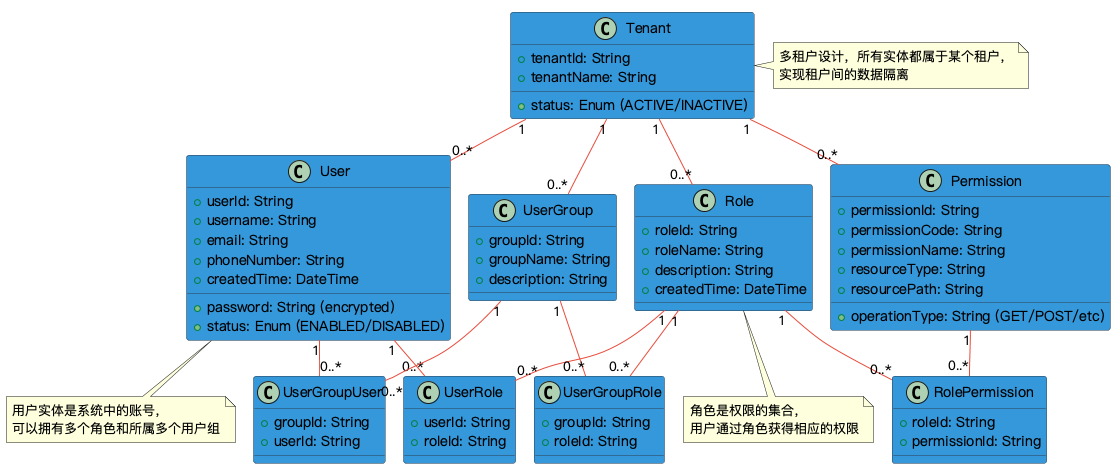 C Tenant
tenantId: String
tenantName: String
status: Enum (ACTIVE/INACTIVE)
多租户设计，所有实体都属于某个租户，
实现租户间的数据隔离
1
1
1
1
0..*
0..*
0..*
0..*
C User
userId: String
username: String
email: String
phoneNumber: String
createdTime: DateTime
password: String (encrypted)
status: Enum (ENABLED/DISABLED)
C UserGroup
groupId: String
groupName: String
description: String
C Role
roleId: String
roleName: String
description: String
createdTime: DateTime
C Permission
permissionId: String
permissionCode: String
permissionName: String
resourceType: String
resourcePath: String
operationType: String (GET/POST/etc)
1
1
1
1
1
1
1
1
0..*
0..*
0..*
0..*
0..*
0..*
0..*
0..*
用户实体是系统中的账号，
可以拥有多个角色和所属多个用户组
C UserGroupUser
groupId: String
userId: String
C UserRole
userId: String
roleId: String
C UserGroupRole
groupId: String
roleId: String
角色是权限的集合，
用户通过角色获得相应的权限
C RolePermission
roleId: String
permissionId: String